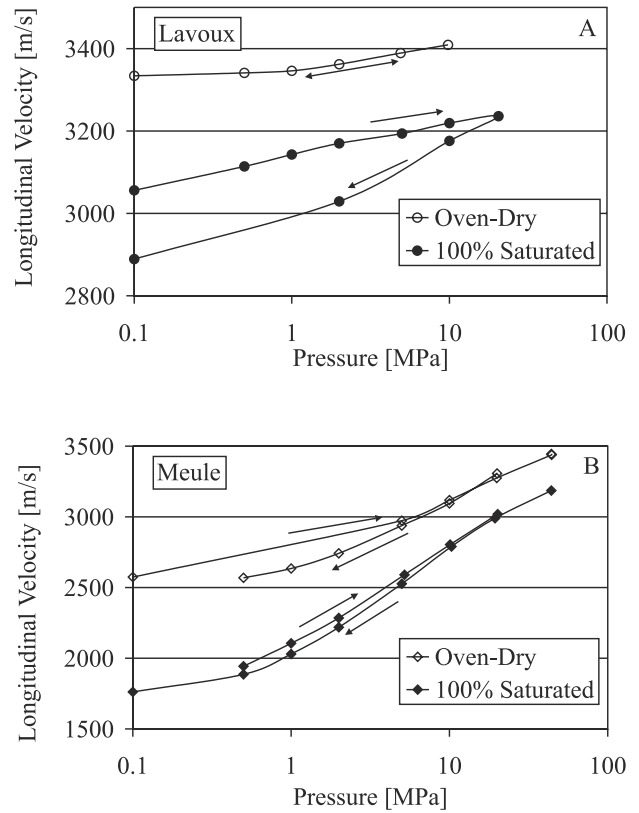 Lavoux
A
Longitudinal Velocity [m/s]
3400
3200
3000
2800
Oven-Dry
100% Saturated
0.1
1
10
100
Pressure [MPa]
Meule
B
Longitudinal Velocity [m/s]
3500
3000
2500
2000
1500
Oven-Dry
100% Saturated
0.1
1
10
100
Pressure [MPa]